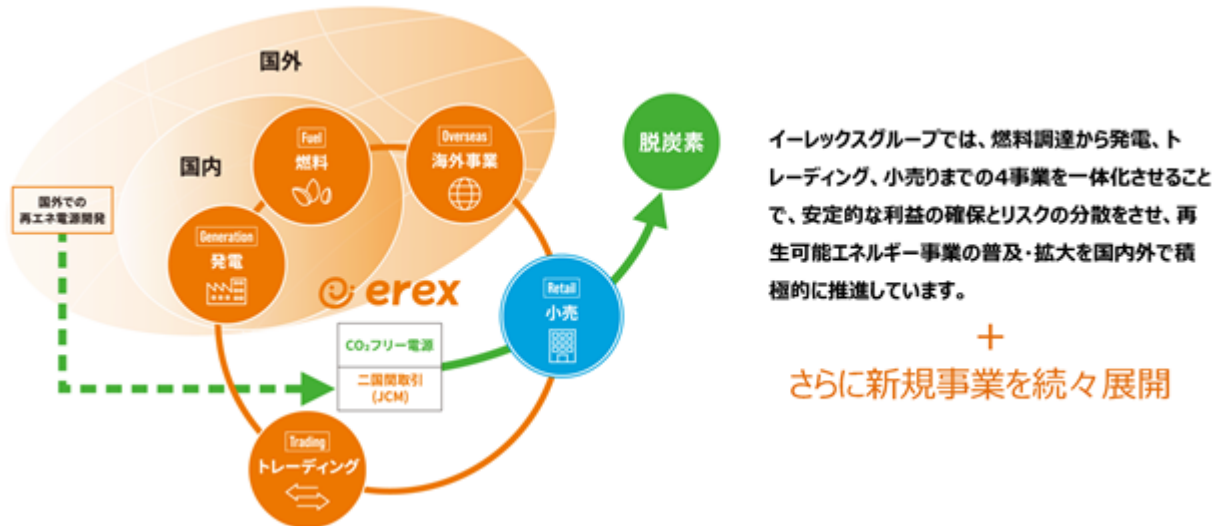 国外
国内
Fuel
燃料
Overseas
海外事業
脱炭素
国外での
再エネ電源開発
Generation
発電
erex
Retail
小売
CO₂フリー電源
二国間取引
(JCM)
Trading
トレーディング
イーレックスグループでは、燃料調達から発電、ト
レーディング、小売りまでの4事業を一体化させること
で、安定的な利益の確保とリスクの分散をさせ、再
生可能エネルギー事業の普及・拡大を国内外で積
極的に推進しています。
+
さらに新規事業を続々展開